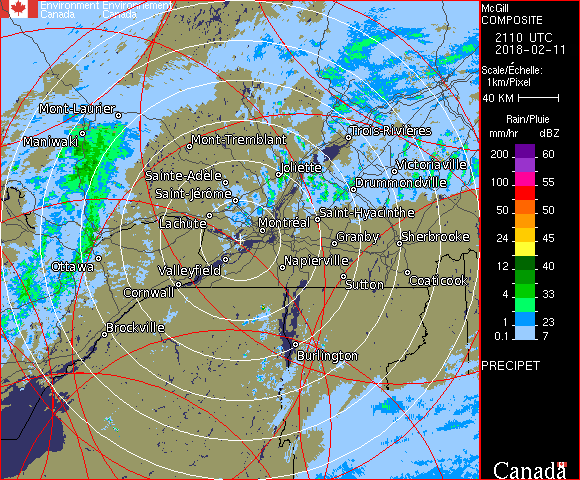 Environment Environnement
Canada Canada
McGill
COMPOSITE
2110 UTC
2018-02-11
Scale/Échelle:
1km/Pixel
40 KM
Rain/Pluie
mm/hr dBZ
200 60
100 55
50 50
24 45
12 40
4 33
1 23
0.1 7
PRECIPET
Canada
Mont-Laurier
Maniwaki
Mont-Tremblant
Trois-Rivières
Sainte-Adèle
Joliette
Victoriaville
Saint-Jérôme
Drummondville
Lachute
Montréal
Saint-Hyacinthe
Granby
Sherbrooke
Ottawa
Valleyfield
Napierville
Cornwall
Sutton
Coaticook
Brockville
Burlington